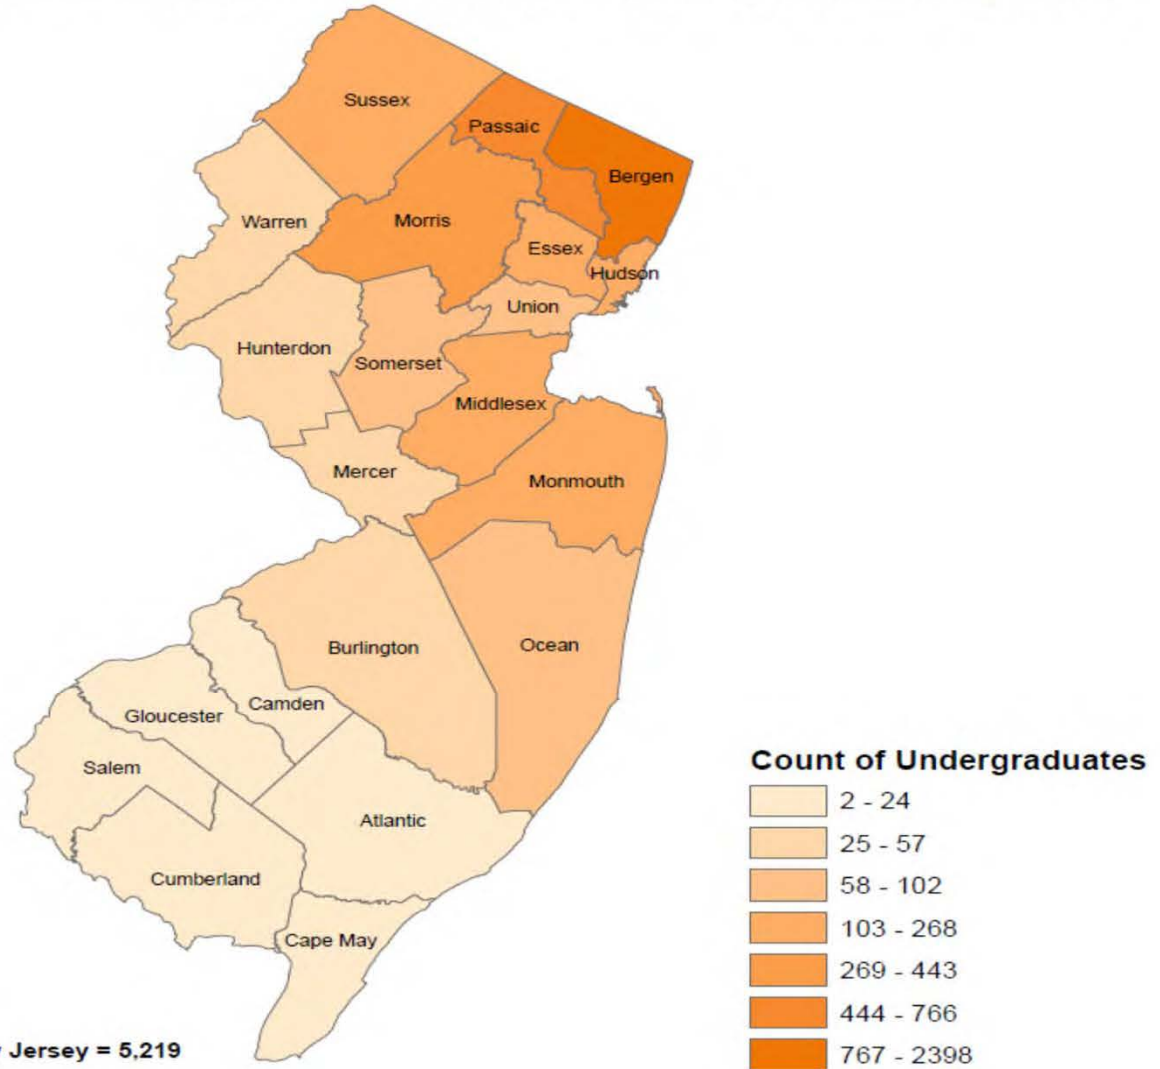 Sussex
Passaic
Bergen
Warren
Morris
Essex
Hudson
Union
Hunterdon
Somerset
Middlesex
Mercer
Monmouth
Burlington
Ocean
Camden
Gloucester
Salem
Atlantic
Cumberland
Cape May
Count of Undergraduates
2 - 24
25 - 57
58 - 102
103 - 268
269 - 443
444 - 766
767 - 2398
Jersey = 5,219